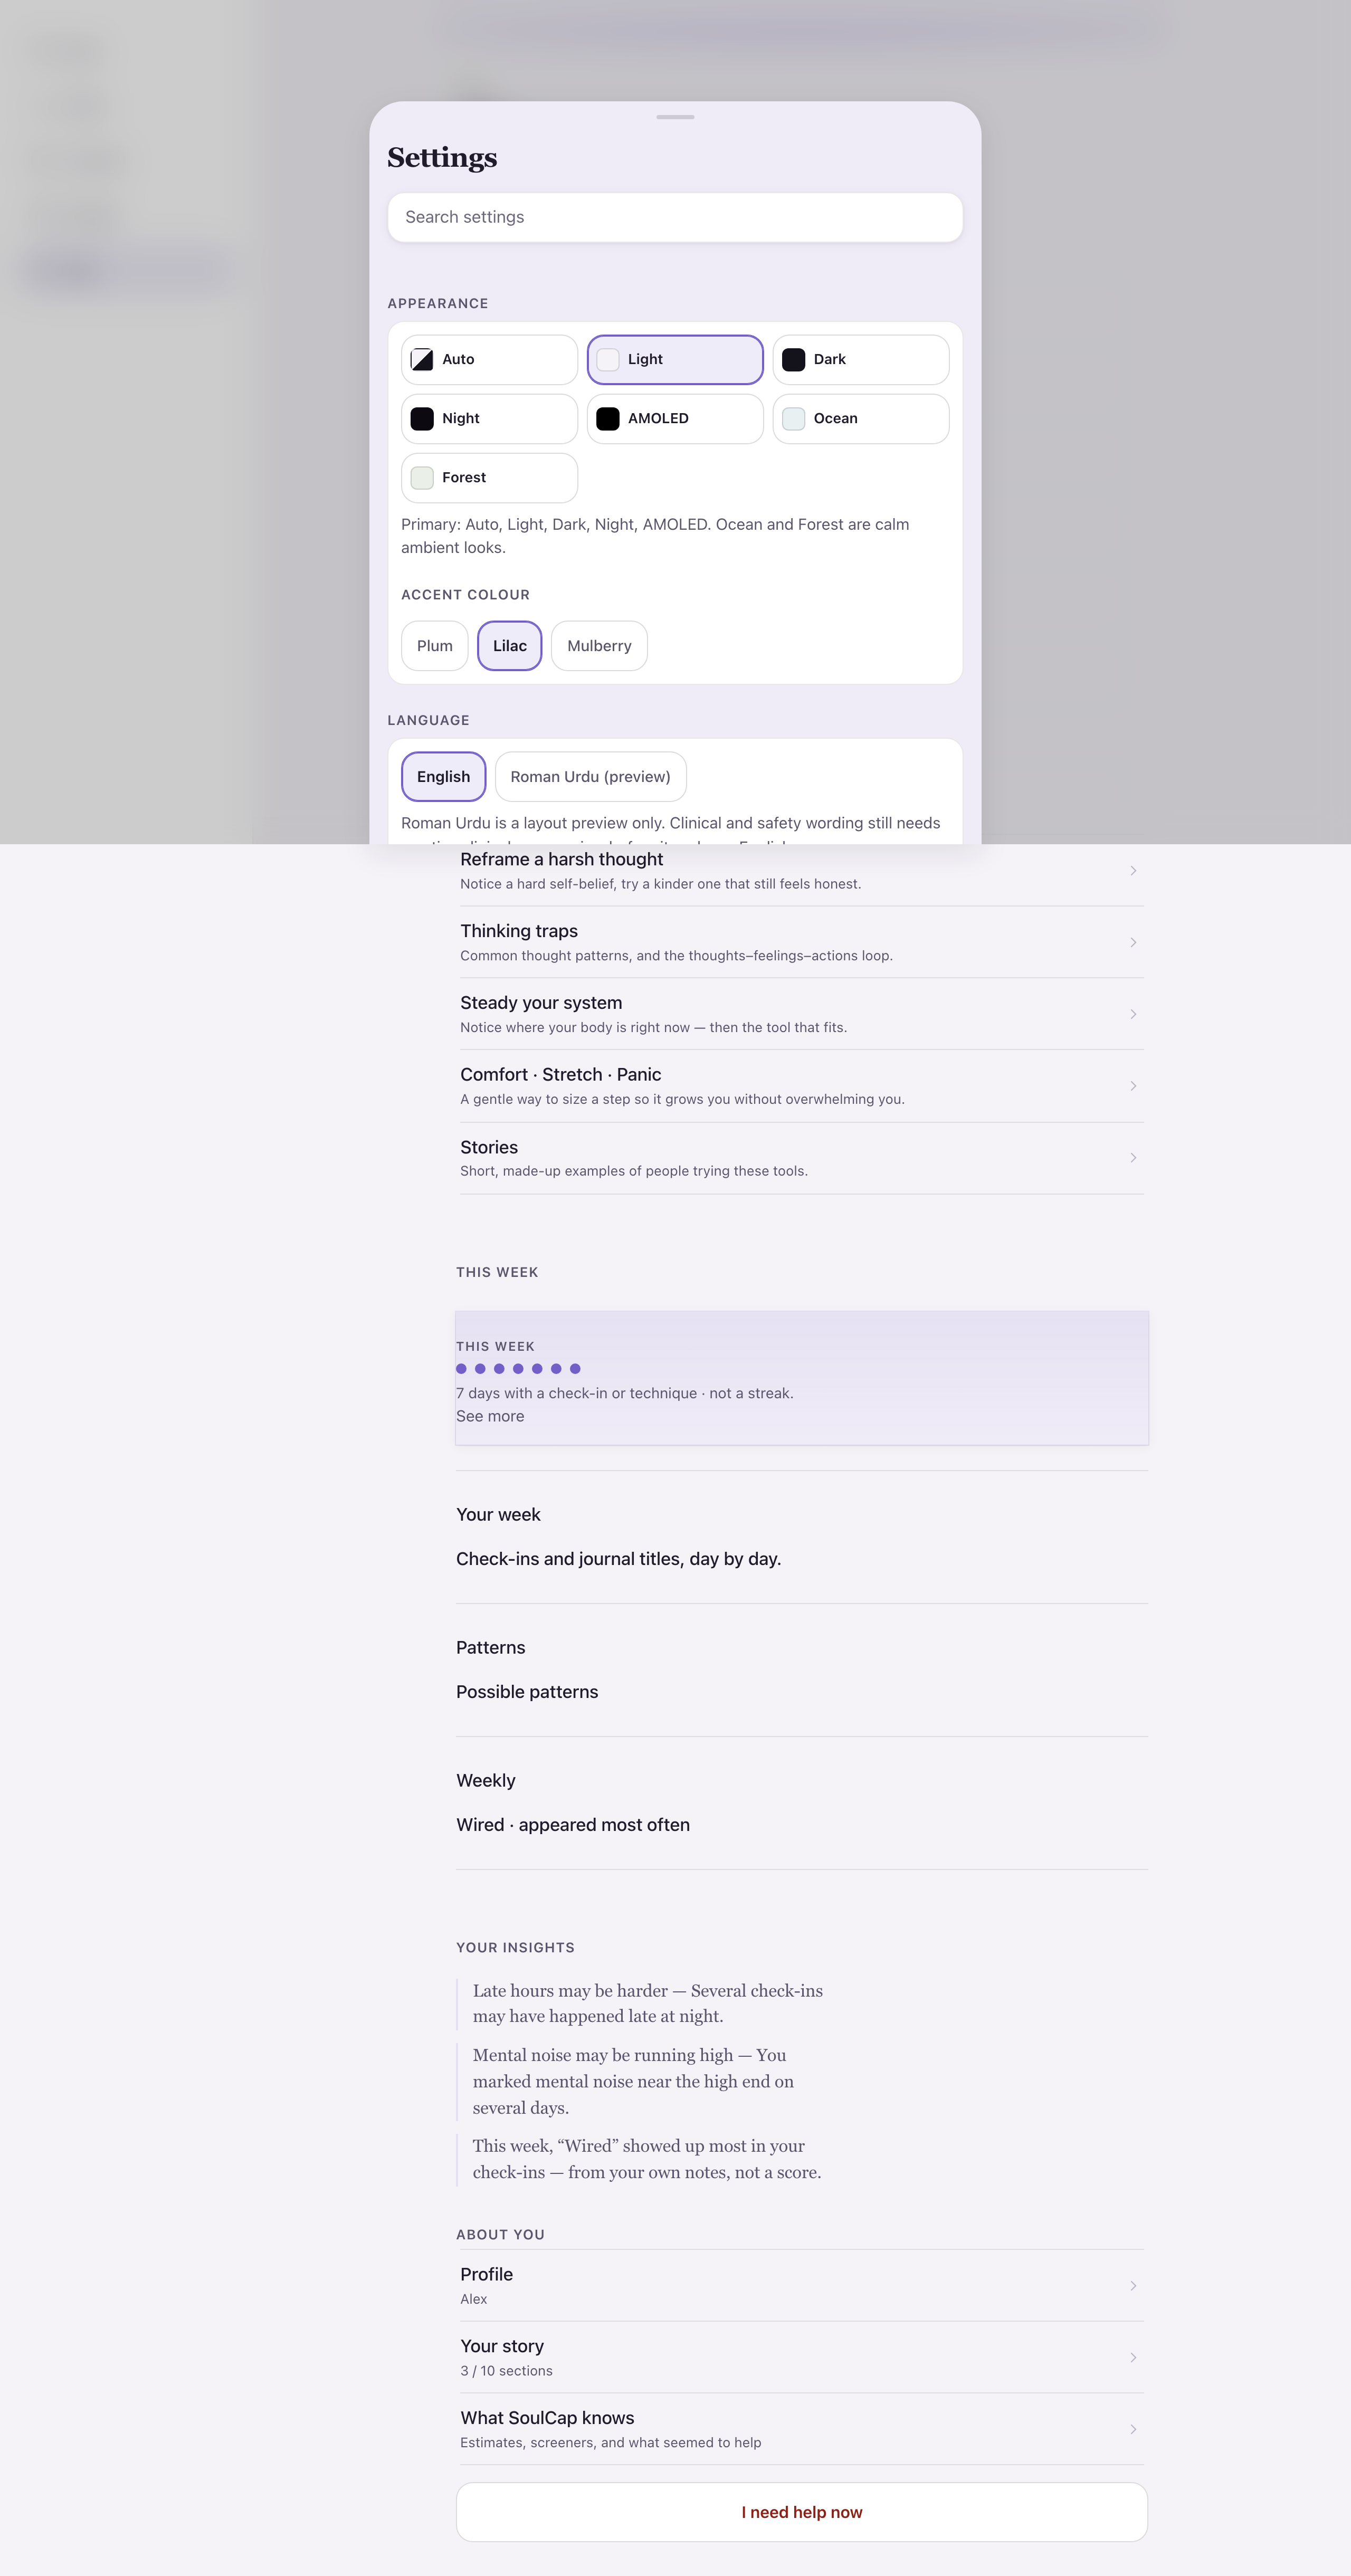 Settings
Search settings
APPEARANCE
Auto
Light
Dark
Night
AMOLED
Ocean
Forest
Primary: Auto, Light, Dark, Night, AMOLED. Ocean and Forest are calm
ambient looks.
ACCENT COLOUR
Plum
Lilac
Mulberry
LANGUAGE
English
Roman Urdu (preview)
Roman Urdu is a layout preview only. Clinical and safety wording still needs
Reframe a harsh thought
Notice a hard self-belief, try a kinder one that still feels honest.
Thinking traps
Common thought patterns, and the thoughts–feelings–actions loop.
Steady your system
Notice where your body is right now — then the tool that fits.
Comfort · Stretch · Panic
A gentle way to size a step so it grows you without overwhelming you.
Stories
Short, made-up examples of people trying these tools.
THIS WEEK
THIS WEEK
7 days with a check-in or technique · not a streak.
See more
Your week
Check-ins and journal titles, day by day.
Patterns
Possible patterns
Weekly
Wired · appeared most often
YOUR INSIGHTS
Late hours may be harder — Several check-ins
may have happened late at night.
Mental noise may be running high — You
marked mental noise near the high end on
several days.
This week, “Wired” showed up most in your
check-ins — from your own notes, not a score.
ABOUT YOU
Profile
Alex
Your story
3 / 10 sections
What SoulCap knows
Estimates, screeners, and what seemed to help
I need help now